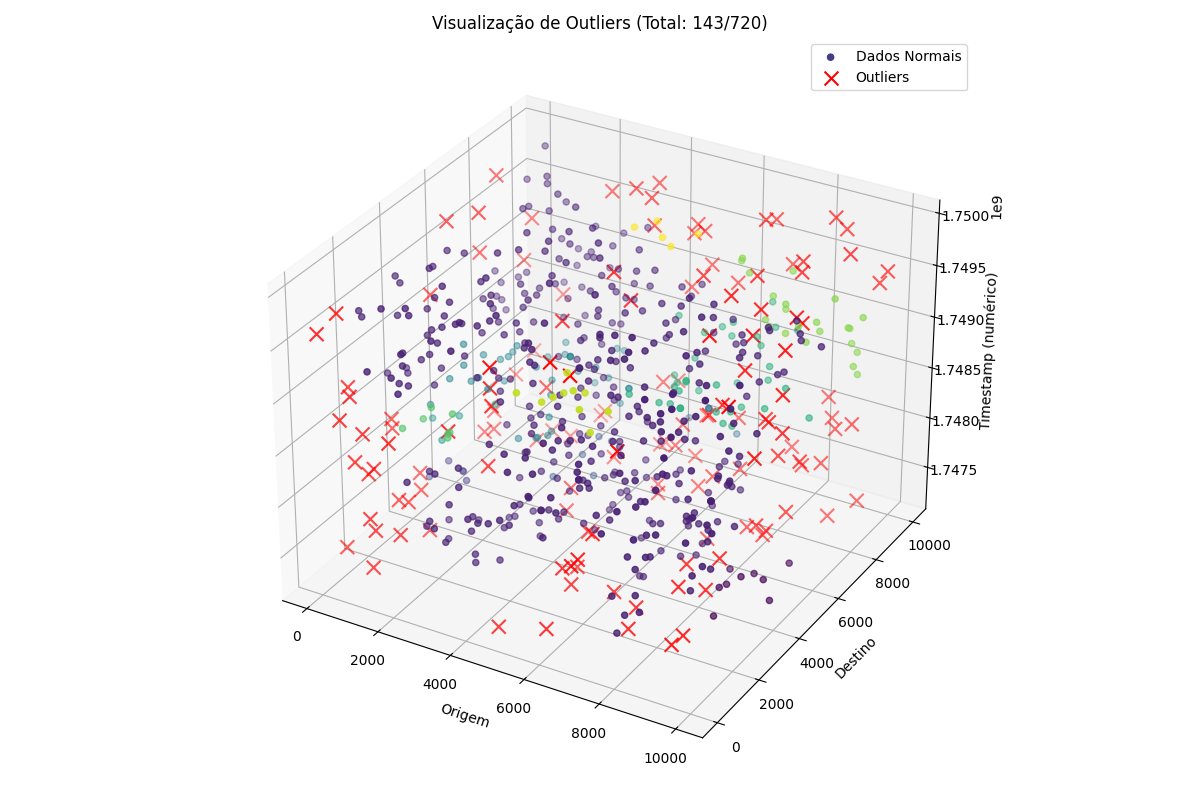 Visualização de Outliers (Total: 143/720)
Dados Normais
Outliers
1e9
1.7500
1.7495
1.7490
1.7485
1.7480
1.7475
Timestamp (numérico)
0
2000
4000
6000
8000
10000
Origem
0
2000
4000
6000
8000
10000
Destino